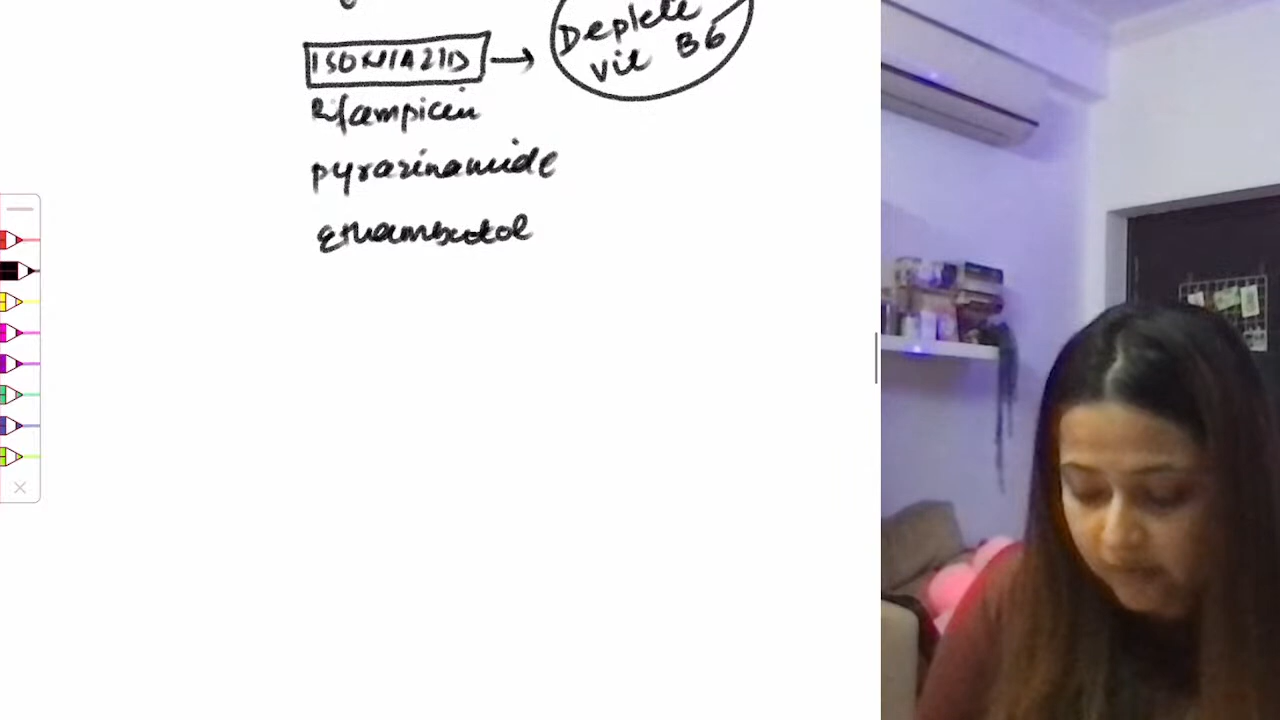 Deplete
vit B6
ISONIAZID →
Rifampicin
pyrazinamide
Ethambutol